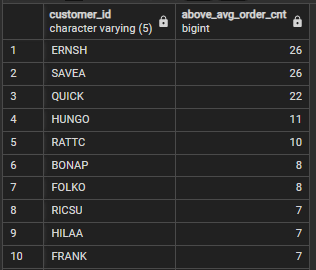 customer_id above_avg_order_cnt
character varying (5) bigint
1 ERNSH 26
2 SAVEA 26
3 QUICK 22
4 HUNGO 11
5 RATTC 10
6 BONAP 8
7 FOLKO 8
8 RICSU 7
9 HILAA 7
10 FRANK 7